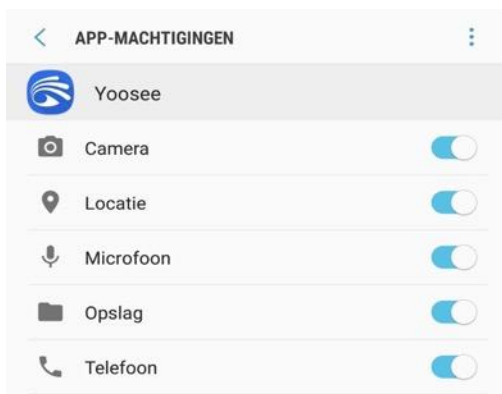 APP-MACHTIGINGEN
Yoosee
Camera
Locatie
Microfoon
Opslag
Telefoon